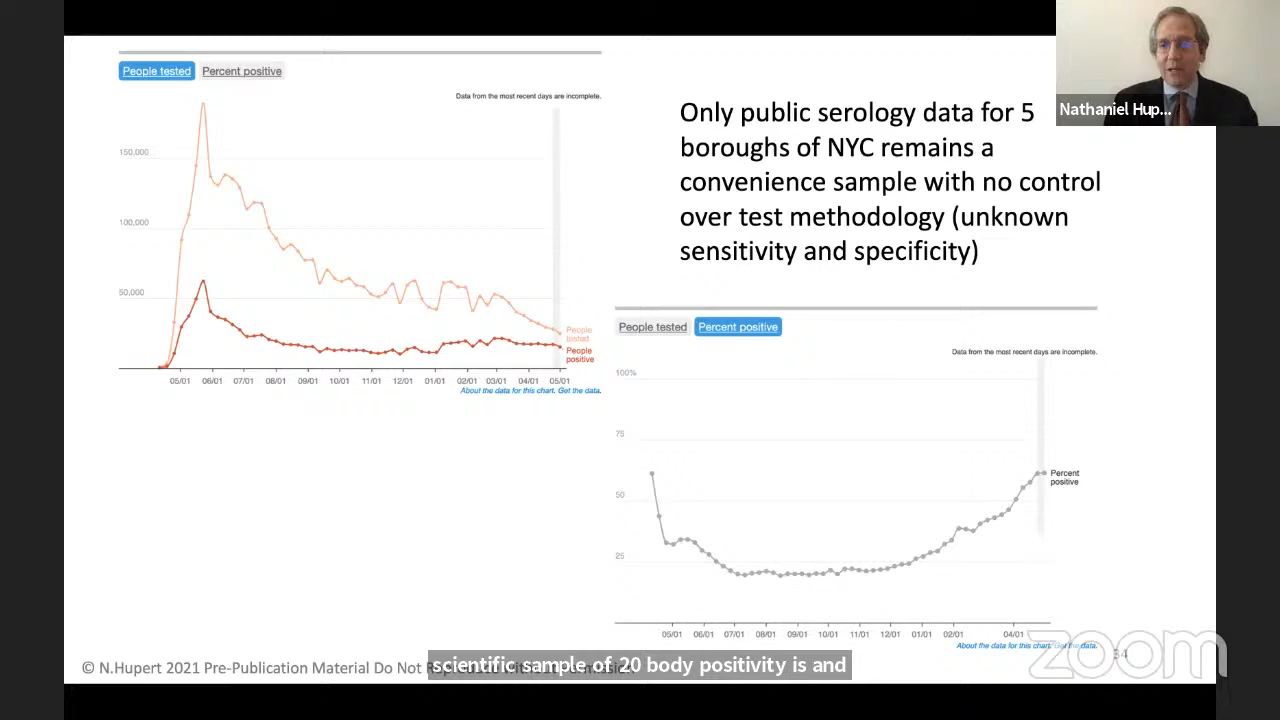 People tested Percent positive
Data from the most recent days are incomplete.
150,000
100,000
50,000
People
tested
People
positive
05/01 06/01 07/01 08/01 09/01 10/01 11/01 12/01 01/01 02/01 03/01 04/01 05/01
About the data for this chart. Get the data.
Nathaniel Hup...
Only public serology data for 5
boroughs of NYC remains a
convenience sample with no control
over test methodology (unknown
sensitivity and specificity)
People tested Percent positive
Data from the most recent days are incomplete.
100%
75
50
25
Percent
positive
05/01 06/01 07/01 08/01 09/01 10/01 11/01 12/01 01/01 02/01 04/01
About the data for this chart. Get the data.
© N.Hupert 2021 Pre-Publication Material Do Not
scientific sample of 20 body positivity is and
zoom